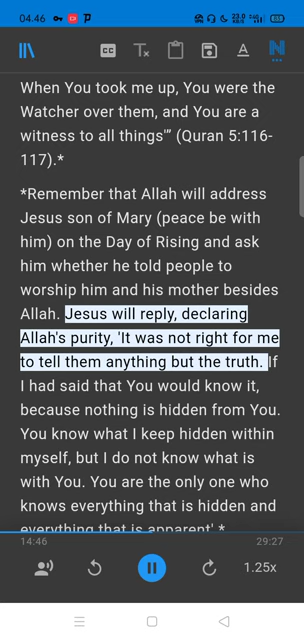 04.46
23.0
KB/s
When You took me up, You were the
Watcher over them, and You are a
witness to all things'” (Quran 5:116-
117).*
*Remember that Allah will address
Jesus son of Mary (peace be with
him) on the Day of Rising and ask
him whether he told people to
worship him and his mother besides
Allah. Jesus will reply, declaring
Allah's purity, 'It was not right for me
to tell them anything but the truth. If
I had said that You would know it,
because nothing is hidden from You.
You know what I keep hidden within
myself, but I do not know what is
with You. You are the only one who
knows everything that is hidden and
everything that is apparent'.*
14:46
29:27
1.25x